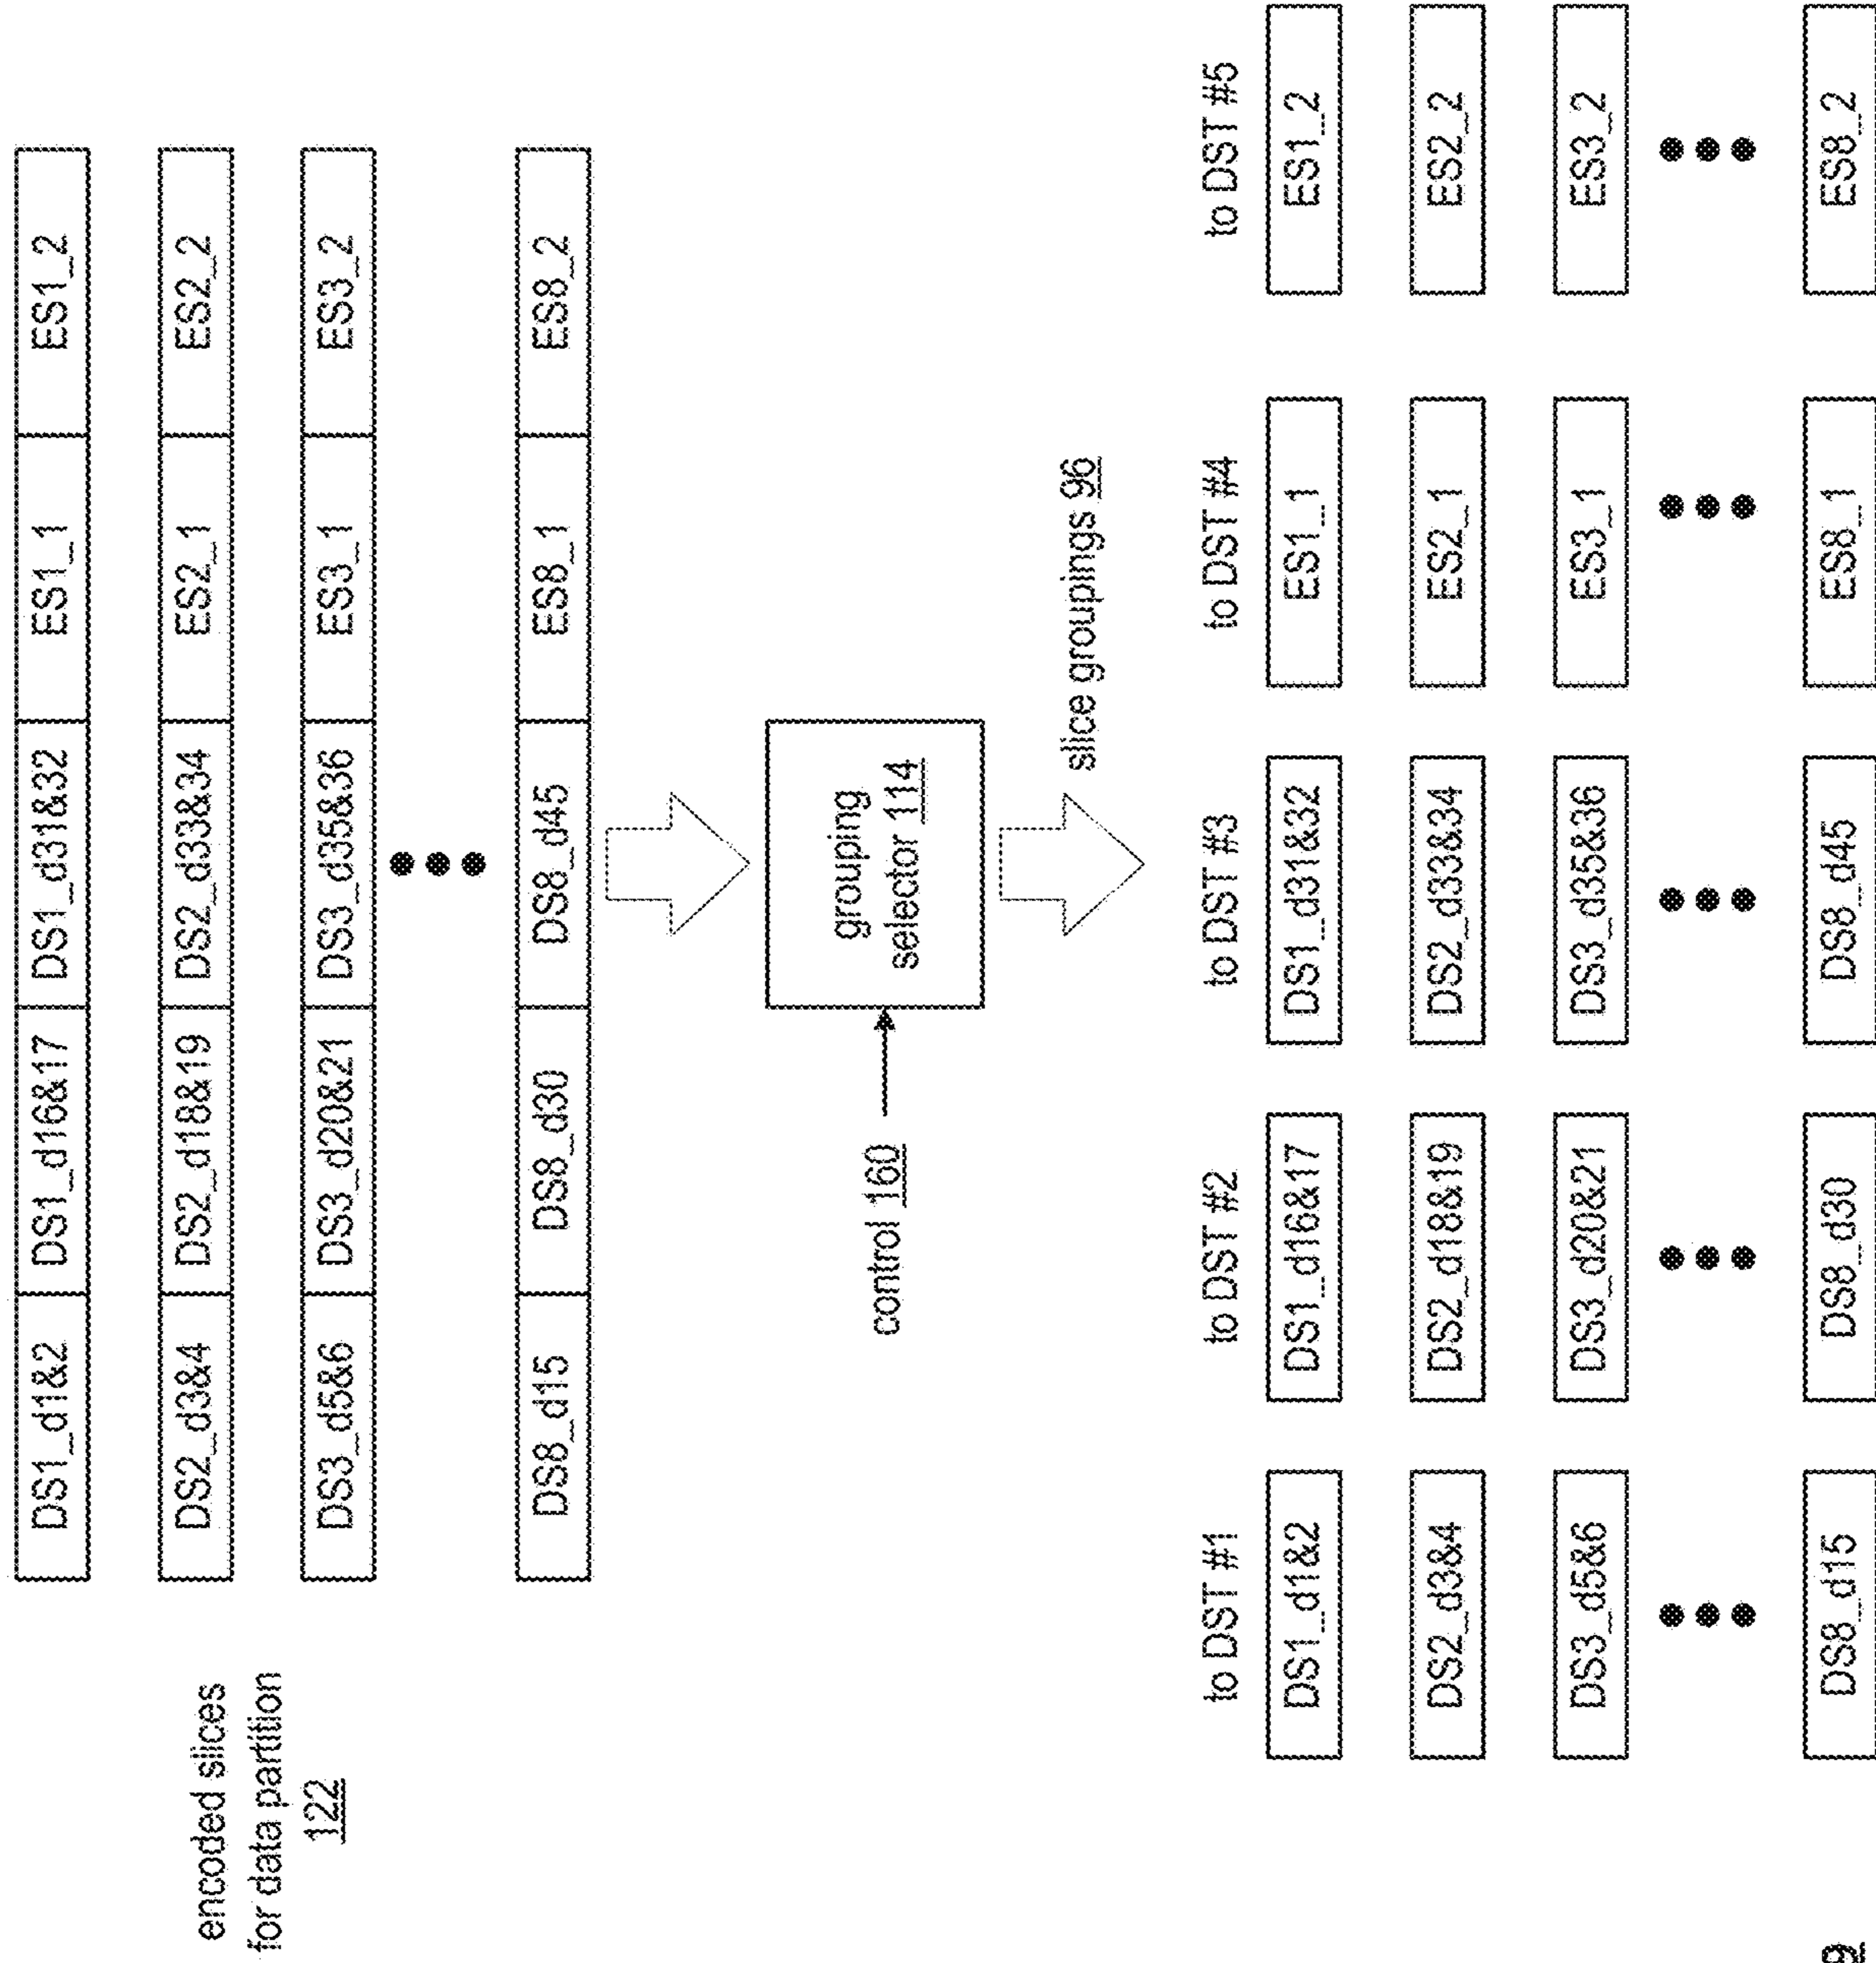 encoded slices
for data partition
122
DS1_d1&2 DS1_d16&17 DS1_d31&32 ES1_1 ES1_2
DS2_d3&4 DS2_d18&19 DS2_d33&34 ES2_1 ES2_2
DS3_d5&6 DS3_d20&21 DS3_d35&36 ES3_1 ES3_2
DS8_d15 DS8_d30 DS8_d45 ES8_1 ES8_2
control 160
grouping
selector 114
slice groupings 96
to DST #1 to DST #2 to DST #3 to DST #4 to DST #5
DS1_d1&2 DS1_d16&17 DS1_d31&32 ES1_1 ES1_2
DS2_d3&4 DS2_d18&19 DS2_d33&34 ES2_1 ES2_2
DS3_d5&6 DS3_d20&21 DS3_d35&36 ES3_1 ES3_2
DS8_d15 DS8_d30 DS8_d45 ES8_1 ES8_2